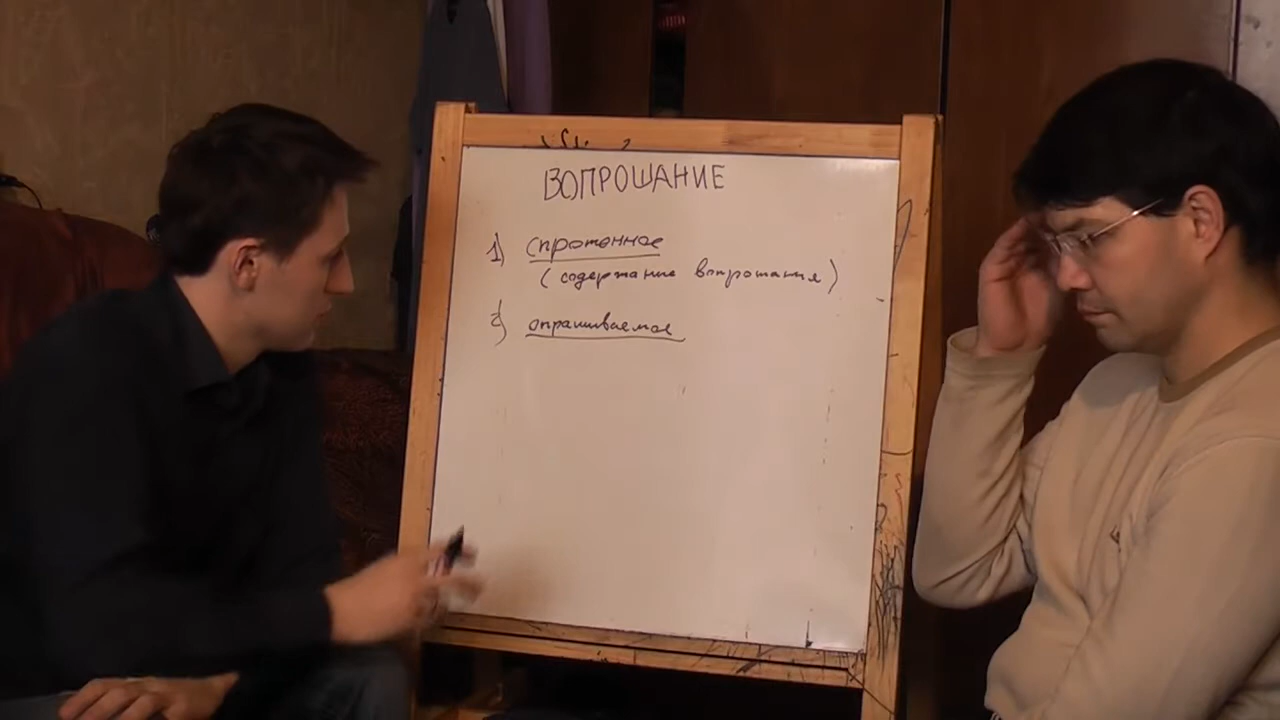 ВОПРОШАНИЕ
1) спрошенное
(содержание вопрошания)
2) опрашиваемое